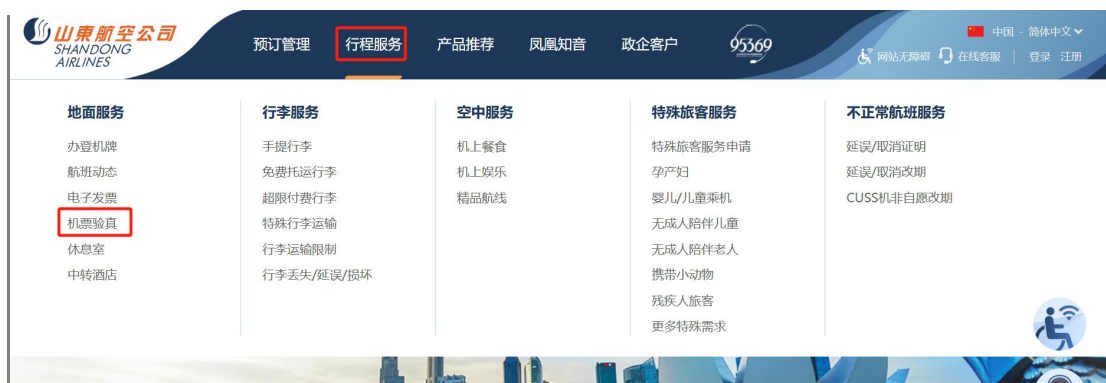 山東航空公司
SHANDONG
AIRLINES
预订管理 行程服务 产品推荐 凤凰知音 政企客户 95369
中国 - 简体中文
网站无障碍 在线客服 | 登录 注册
地面服务
办登机牌
航班动态
电子发票
机票验真
休息室
中转酒店
行李服务
手提行李
免费托运行李
超限付费行李
特殊行李运输
行李运输限制
行李丢失/延误/损坏
空中服务
机上餐食
机上娱乐
精品航线
特殊旅客服务
特殊旅客服务申请
孕产妇
婴儿/儿童乘机
无成人陪伴儿童
无成人陪伴老人
携带小动物
残疾人旅客
更多特殊需求
不正常航班服务
延误/取消证明
延误/取消改期
CUSS机非自愿改期